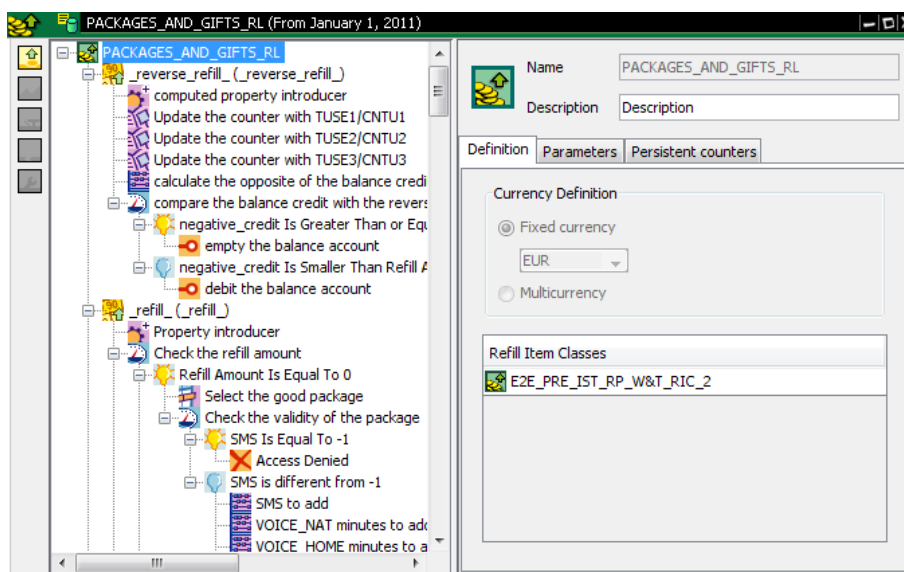 PACKAGES_AND_GIFTS_RL (From January 1, 2011)
PACKAGES_AND_GIFTS_RL
_reverse_refill_ (_reverse_refill_)
computed property introducer
Update the counter with TUSE1/CNTU1
Update the counter with TUSE2/CNTU2
Update the counter with TUSE3/CNTU3
calculate the opposite of the balance credi
compare the balance credit with the revers
negative_credit Is Greater Than or Equ
empty the balance account
negative_credit Is Smaller Than Refill A
debit the balance account
_refill_ (_refill_)
Property introducer
Check the refill amount
Refill Amount Is Equal To 0
Select the good package
Check the validity of the package
SMS Is Equal To -1
Access Denied
SMS is different from -1
SMS to add
VOICE_NAT minutes to add
VOICE_HOME minutes to a
Name
PACKAGES_AND_GIFTS_RL
Description
Description
Definition
Parameters
Persistent counters
Currency Definition
Fixed currency
EUR
Multicurrency
Refill Item Classes
E2E_PRE_IST_RP_W&T_RIC_2